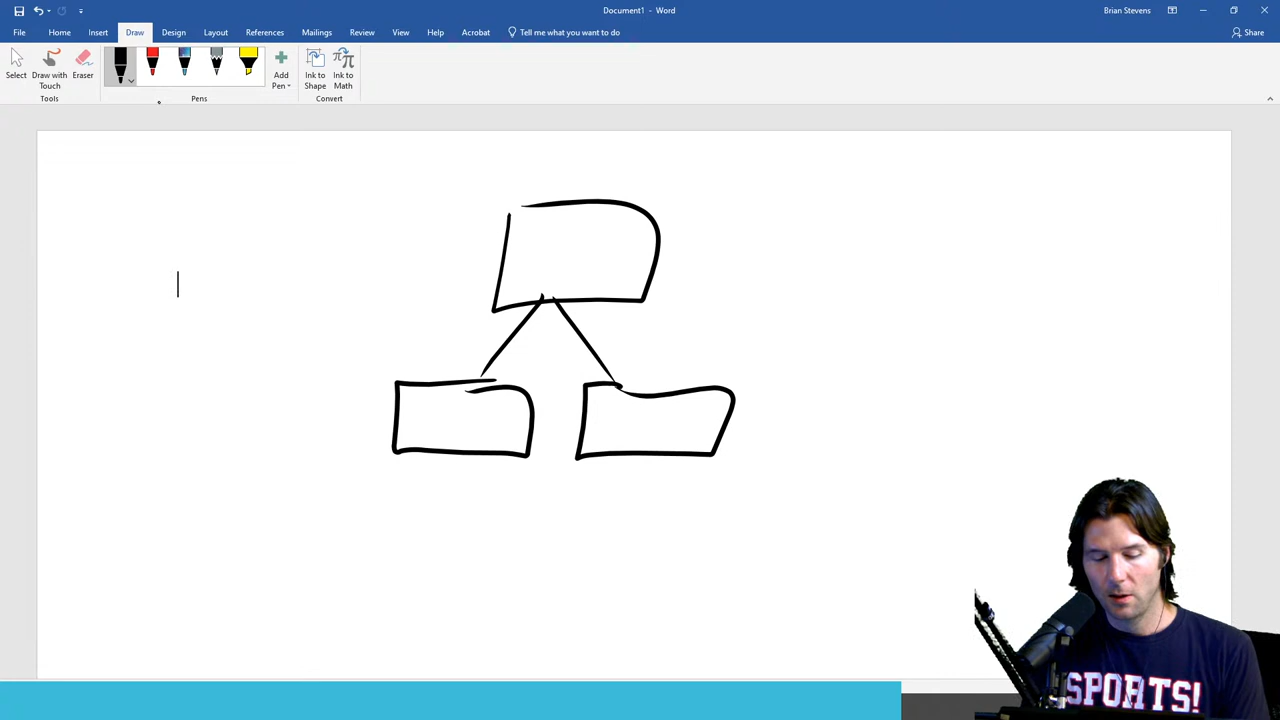 Document1 - Word
Brian Stevens
File Home Insert Draw Design Layout References Mailings Review View Help Acrobat Tell me what you want to do Share
Select
Draw with Touch
Eraser
Add Pen
Ink to Shape
Ink to Math
Tools Pens Convert
SPORTS!